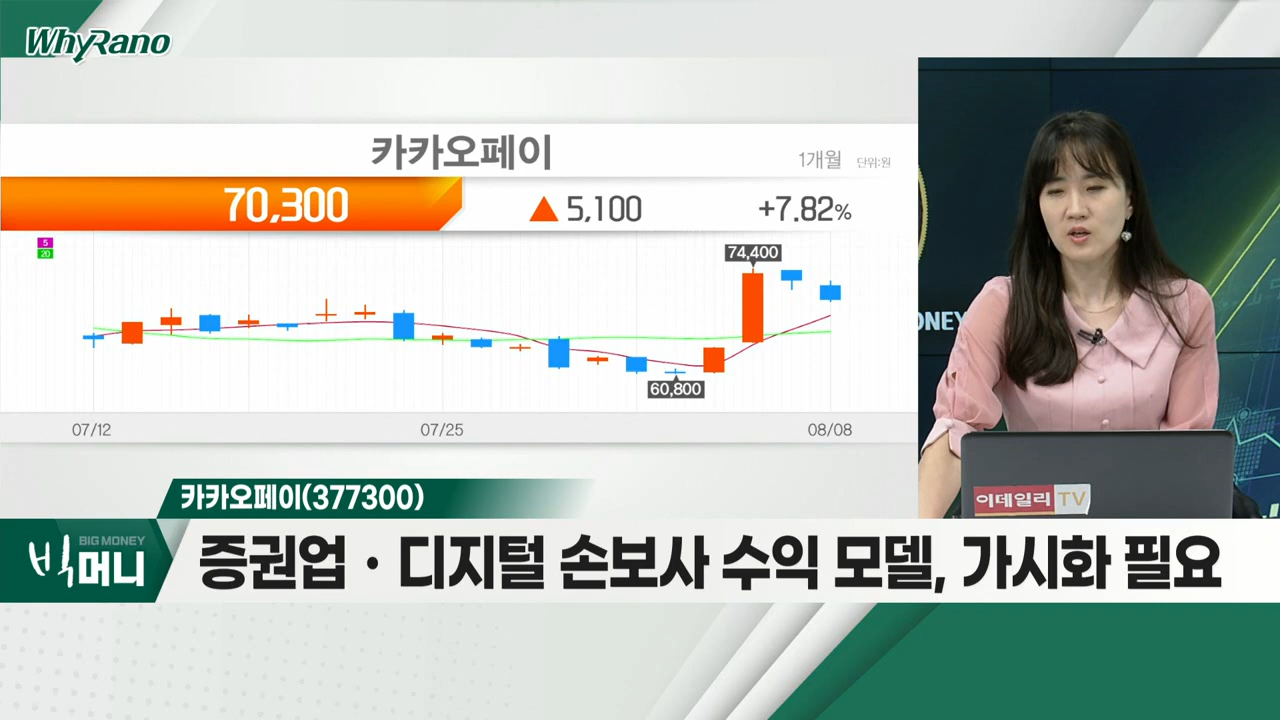 WhyRano
카카오페이
1개월 단위:원
70,300 ▲ 5,100 +7.82%
5
20
74,400
60,800
07/12 07/25 08/08
ONEY
이데일리 TV
카카오페이(377300)
BIG MONEY
빅머니
증권업 · 디지털 손보사 수익 모델, 가시화 필요